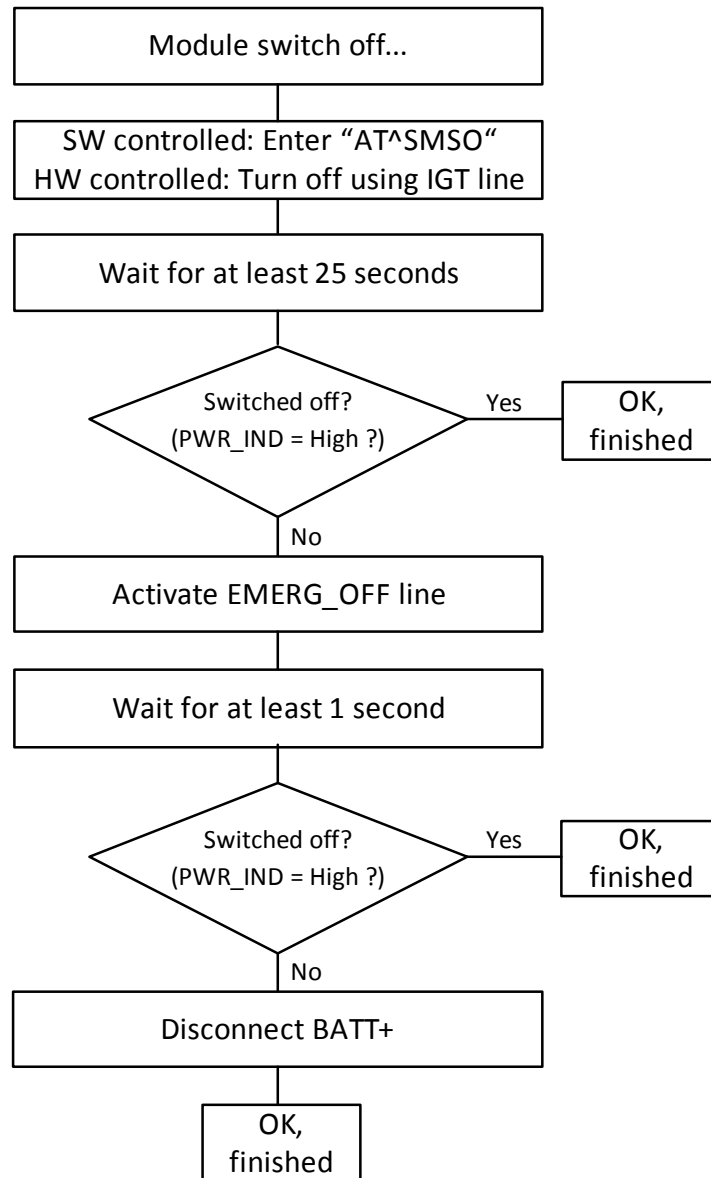 Module switch off...
SW controlled: Enter “AT^SMSO“
HW controlled: Turn off using IGT line
Wait for at least 25 seconds
Switched off?
(PWR_IND = High ?)
Yes
OK,
finished
No
Activate EMERG_OFF line
Wait for at least 1 second
Switched off?
(PWR_IND = High ?)
Yes
OK,
finished
No
Disconnect BATT+
OK,
finished